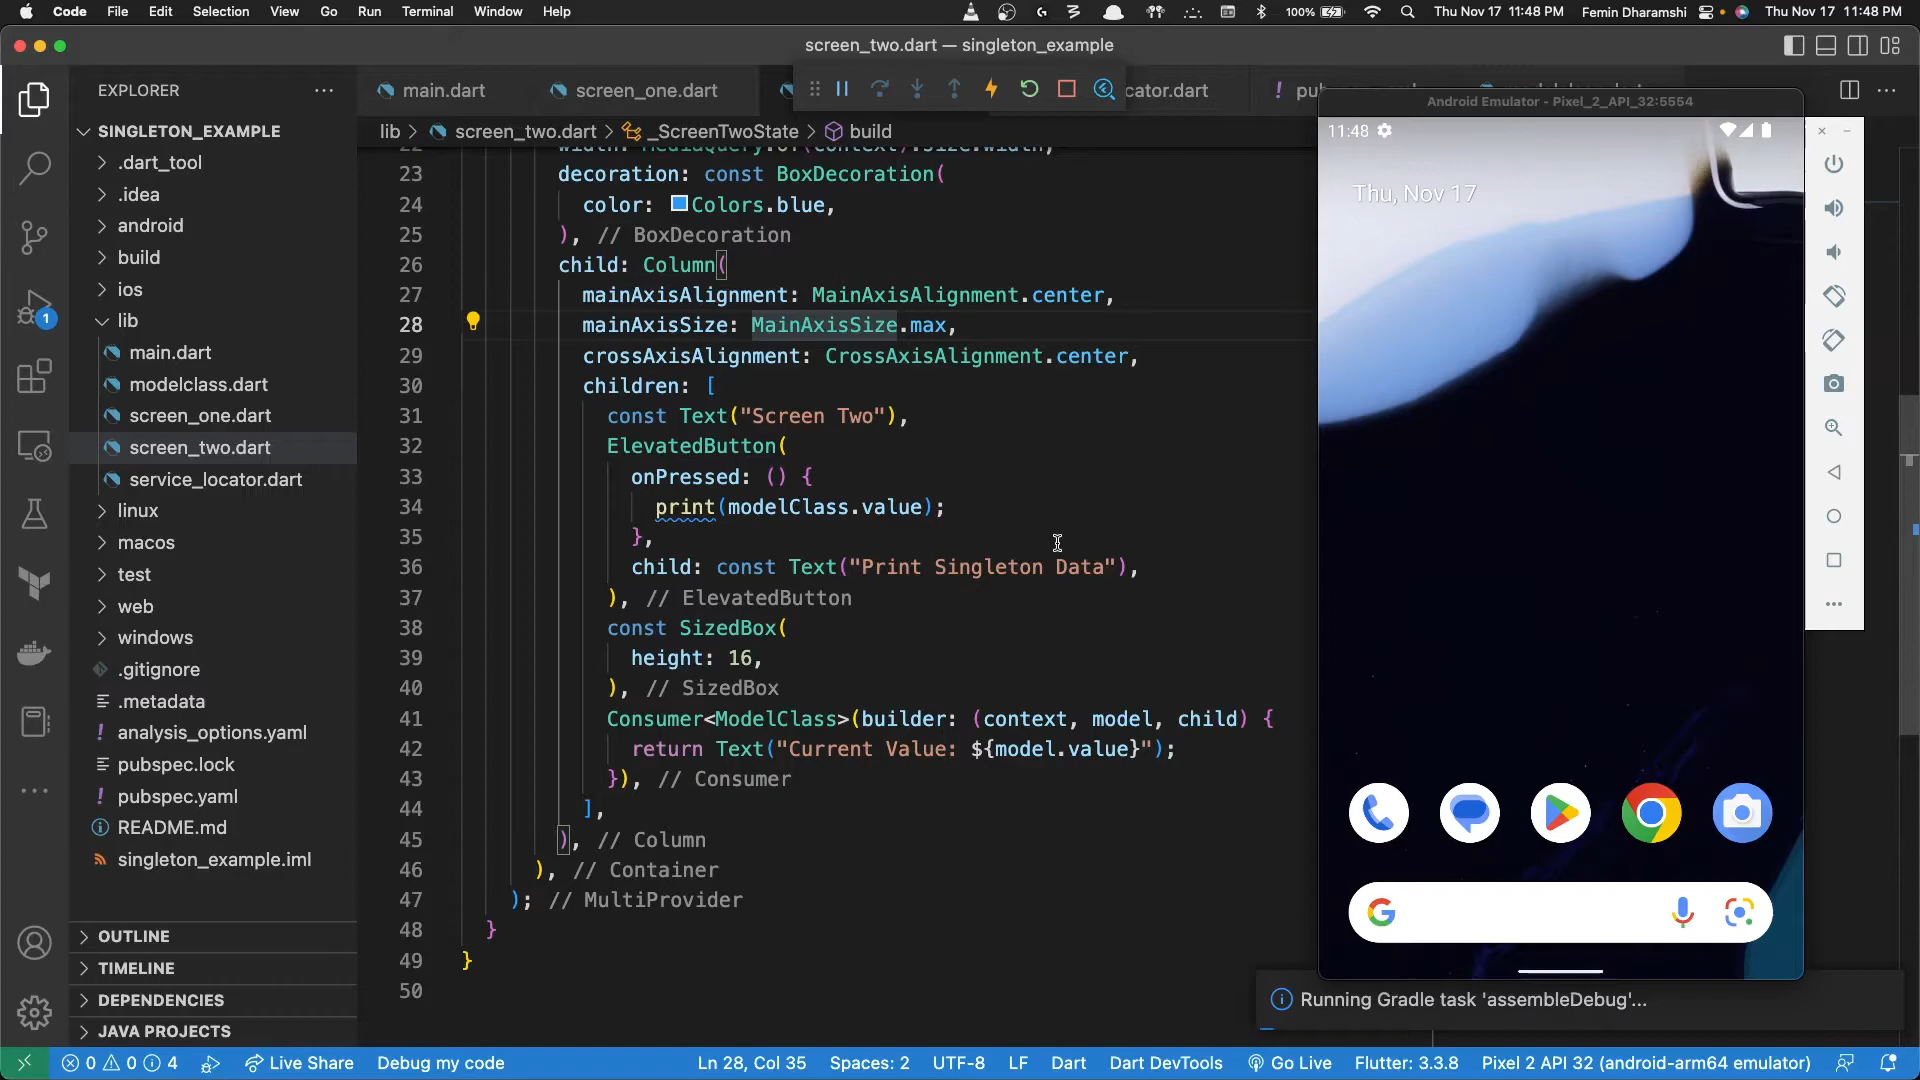 Code File Edit Selection View Go Run Terminal Window Help
100% Thu Nov 17 11:48 PM Femin Dharamshi Thu Nov 17 11:48 PM
screen_two.dart — singleton_example
EXPLORER
main.dart screen_one.dart cator.dart
lib > screen_two.dart > _ScreenTwoState > build
SINGLETON_EXAMPLE
.dart_tool
.idea
android
build
ios
lib
main.dart
modelclass.dart
screen_one.dart
screen_two.dart
service_locator.dart
linux
macos
test
web
windows
.gitignore
.metadata
analysis_options.yaml
pubspec.lock
pubspec.yaml
README.md
singleton_example.iml
OUTLINE
TIMELINE
DEPENDENCIES
JAVA PROJECTS
1
width: MediaQuery.of(context).size.width,
23 decoration: const BoxDecoration(
24 color: Colors.blue,
25 ), // BoxDecoration
26 child: Column(
27 mainAxisAlignment: MainAxisAlignment.center,
28 mainAxisSize: MainAxisSize.max,
29 crossAxisAlignment: CrossAxisAlignment.center,
30 children: [
31 const Text("Screen Two"),
32 ElevatedButton(
33 onPressed: () {
34 print(modelClass.value);
35 },
36 child: const Text("Print Singleton Data"),
37 ), // ElevatedButton
38 const SizedBox(
39 height: 16,
40 ), // SizedBox
41 Consumer<ModelClass>(builder: (context, model, child) {
42 return Text("Current Value: ${model.value}");
43 }), // Consumer
44 ],
45 ), // Column
46 ), // Container
47 ); // MultiProvider
48 }
49 }
50
Android Emulator - Pixel_2_API_32:5554
11:48
Thu, Nov 17
Running Gradle task 'assembleDebug'...
0 0 4 Live Share Debug my code
Ln 28, Col 35 Spaces: 2 UTF-8 LF Dart Dart DevTools Go Live Flutter: 3.3.8 Pixel 2 API 32 (android-arm64 emulator)